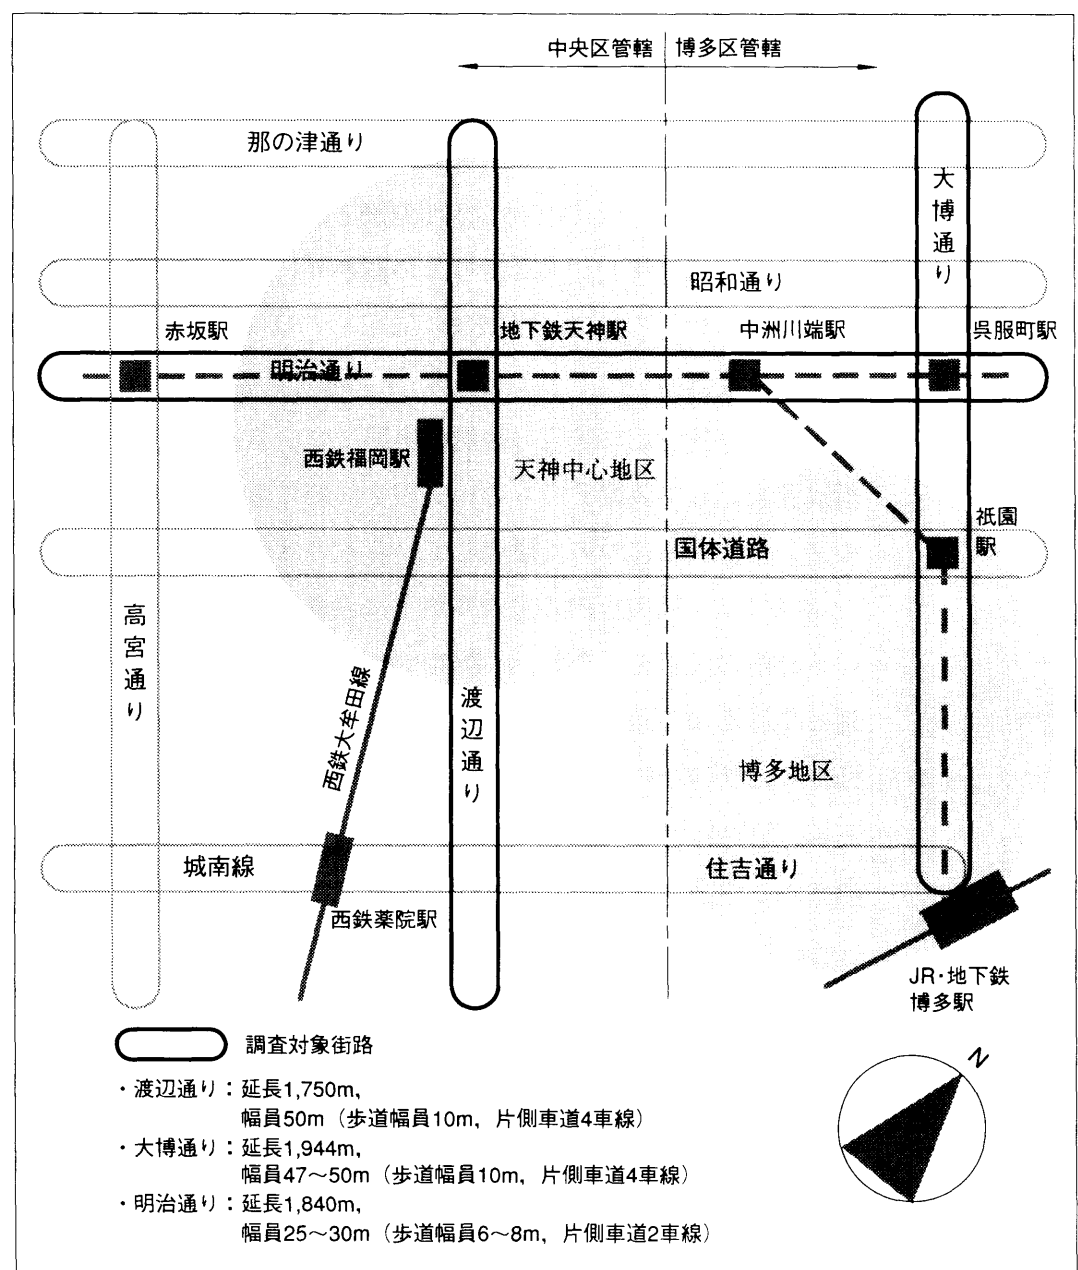 中央区管轄 博多区管轄
那の津通り
大博通り
昭和通り
赤坂駅
地下鉄天神駅
中洲川端駅
呉服町駅
明治通り
西鉄福岡駅
天神中心地区
祇園
駅
国体道路
高宮通り
西鉄大牟田線
渡辺通り
博多地区
城南線
住吉通り
西鉄薬院駅
JR・地下鉄
博多駅
調査対象街路
N
・渡辺通り：延長1,750m,
幅員50m（歩道幅員10m, 片側車道4車線）
・大博通り：延長1,944m,
幅員47〜50m（歩道幅員10m, 片側車道4車線）
・明治通り：延長1,840m,
幅員25〜30m（歩道幅員6〜8m, 片側車道2車線）